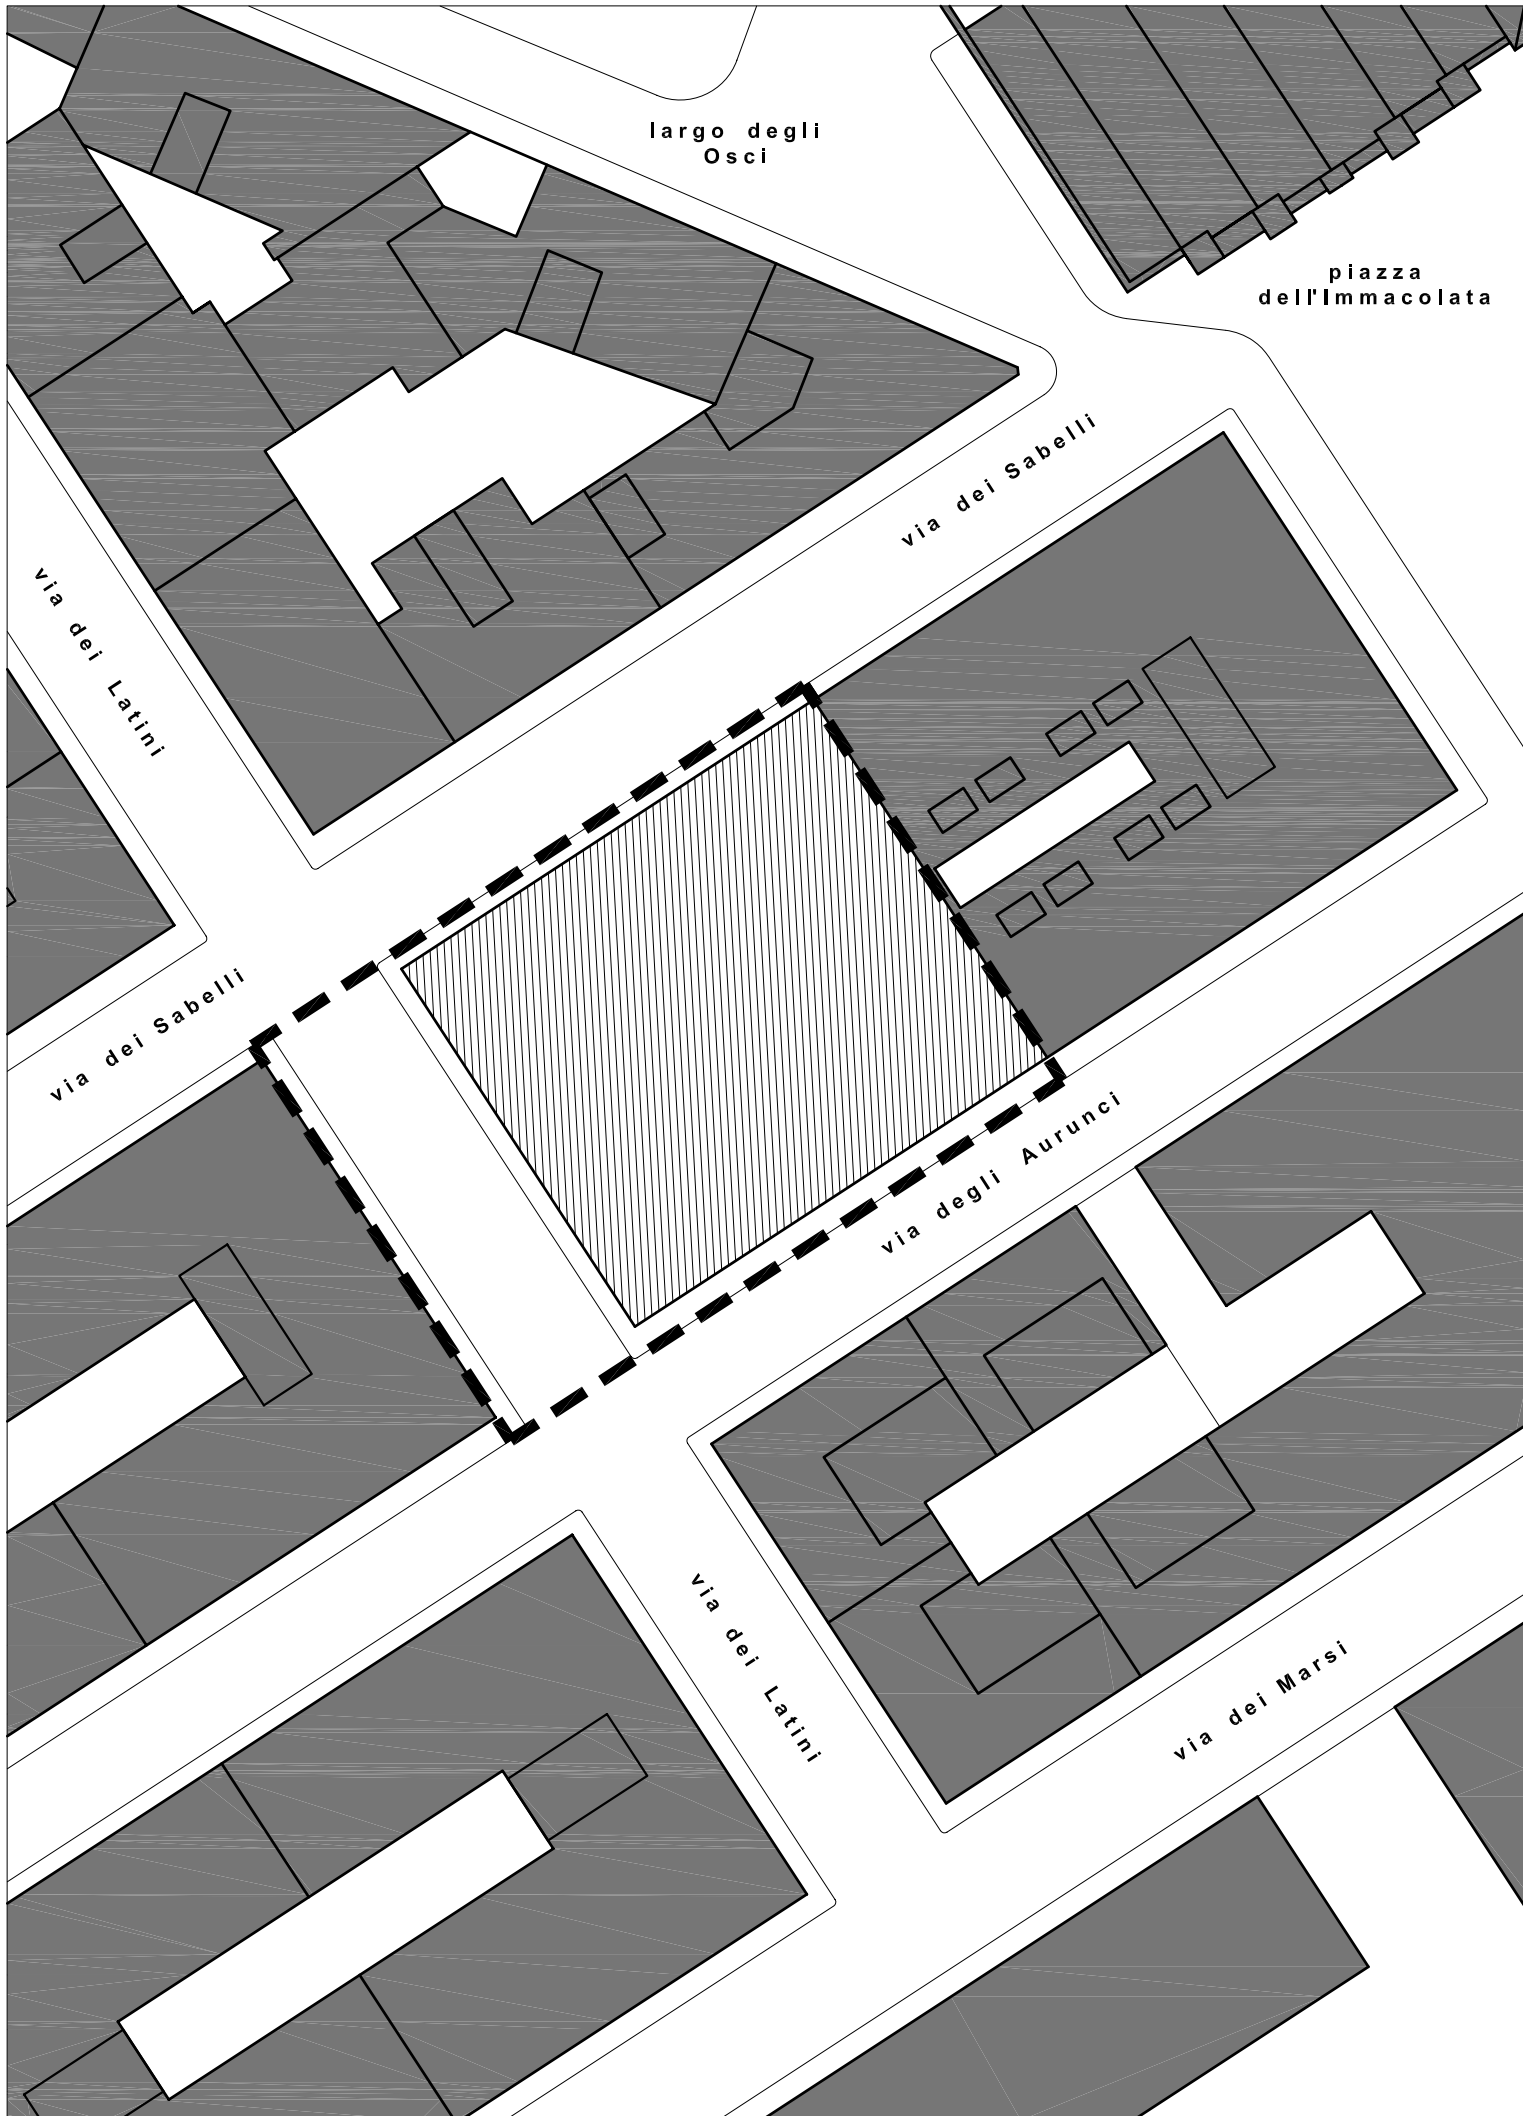 largo degli
Osci
piazza
dell'Immacolata
via dei Sabelli
via dei Latini
via dei Sabelli
via degli Aurunci
via dei Latini
via dei Marsi